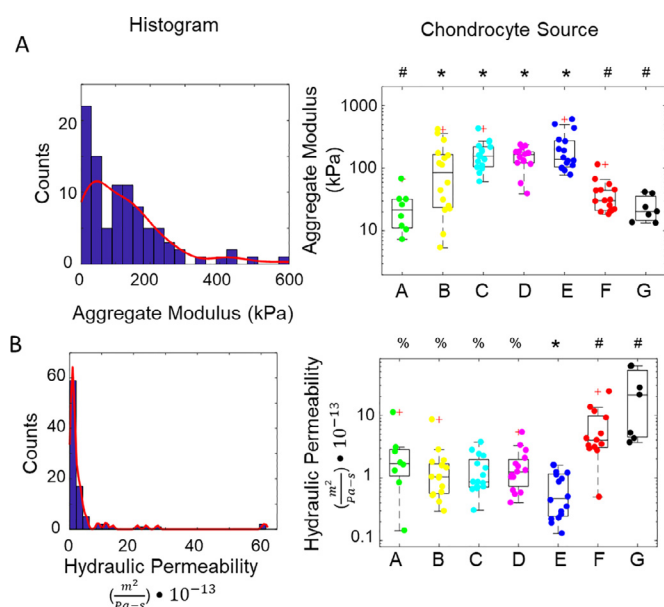 Histogram
Chondrocyte Source
A
# * * * * # #
Counts
20
10
0
0 200 400 600
Aggregate Modulus (kPa)
Aggregate Modulus
(kPa)
1000
100
10
A B C D E F G
B
% % % % * # #
Counts
60
40
20
0
0 10 20 30 40 50 60
Hydraulic Permeability
(m²/Pa−s) • 10⁻¹³
Hydraulic Permeability
(m²/Pa−s) • 10⁻¹³
10
1
0.1
A B C D E F G